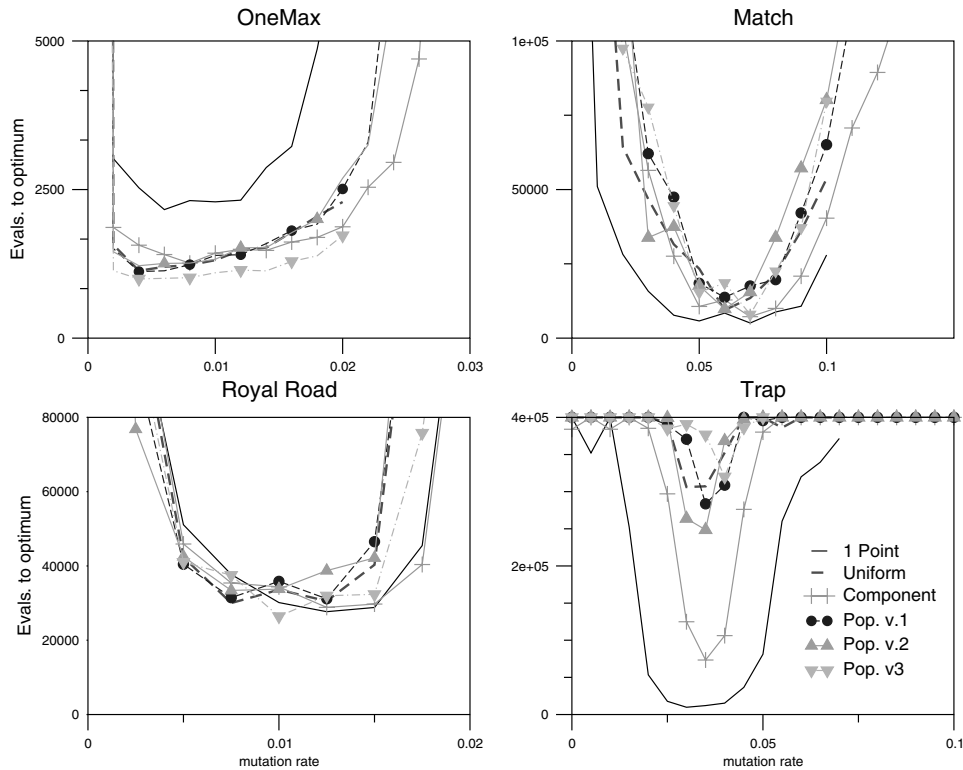 OneMax
Match
5000
1e+05
Evals. to optimum
2500
50000
0
0
0
0.01
0.02
0.03
0
0.05
0.1
Royal Road
Trap
80000
4e+05
Evals. to optimum
60000
40000
2e+05
20000
0
0
1 Point
Uniform
Component
Pop. v.1
Pop. v.2
Pop. v3
0
0.01
0.02
0
0.05
0.1
mutation rate
mutation rate